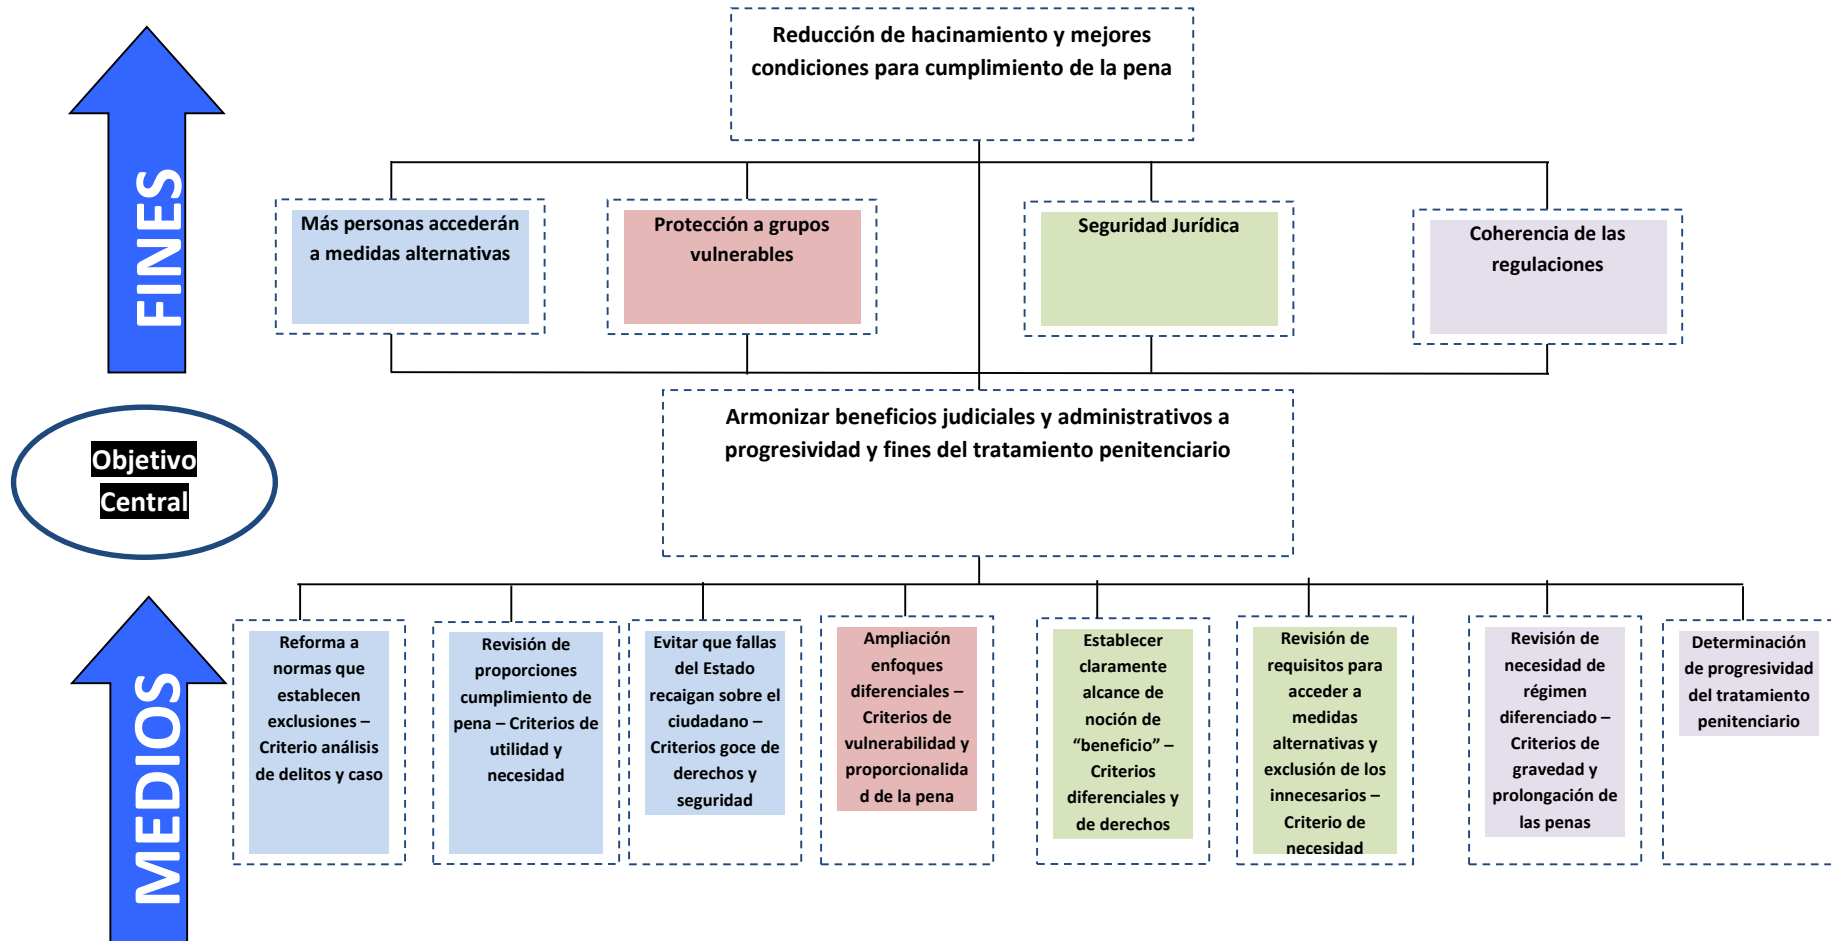 Reducción de hacinamiento y mejores
condiciones para cumplimiento de la pena
FINES
Más personas accederán
a medidas alternativas
Protección a grupos
vulnerables
Seguridad Jurídica
Coherencia de las
regulaciones
Armonizar beneficios judiciales y administrativos a
progresividad y fines del tratamiento penitenciario
Objetivo
Central
MEDIOS
Reforma a
normas que
establecen
exclusiones –
Criterio análisis
de delitos y caso
Revisión de
proporciones
cumplimiento de
pena – Criterios de
utilidad y
necesidad
Evitar que fallas
del Estado
recaigan sobre el
ciudadano –
Criterios goce de
derechos y
seguridad
Ampliación
enfoques
diferenciales –
Criterios de
vulnerabilidad y
proporcionalida
d de la pena
Establecer
claramente
alcance de
noción de
“beneficio” –
Criterios
diferenciales y
de derechos
Revisión de
requisitos para
acceder a
medidas
alternativas y
exclusión de los
innecesarios –
Criterio de
necesidad
Revisión de
necesidad de
régimen
diferenciado –
Criterios de
gravedad y
prolongación de
las penas
Determinación
de progresividad
del tratamiento
penitenciario